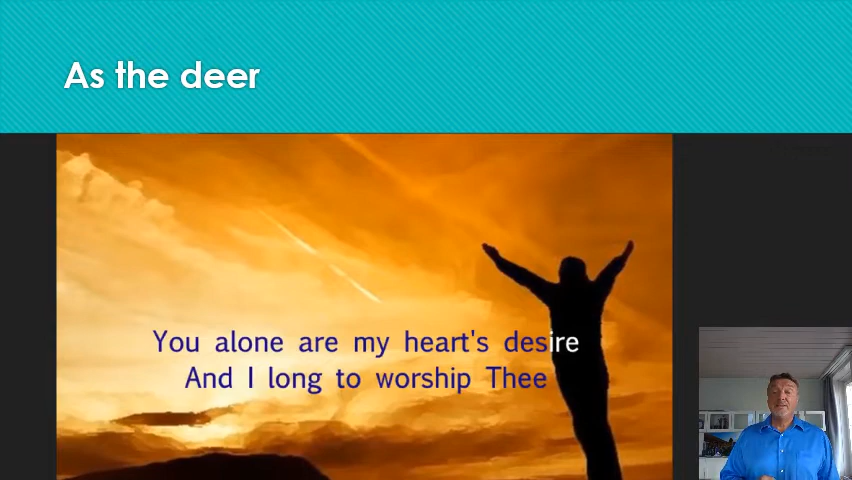 As the deer
You alone are my heart's desire
And I long to worship Thee